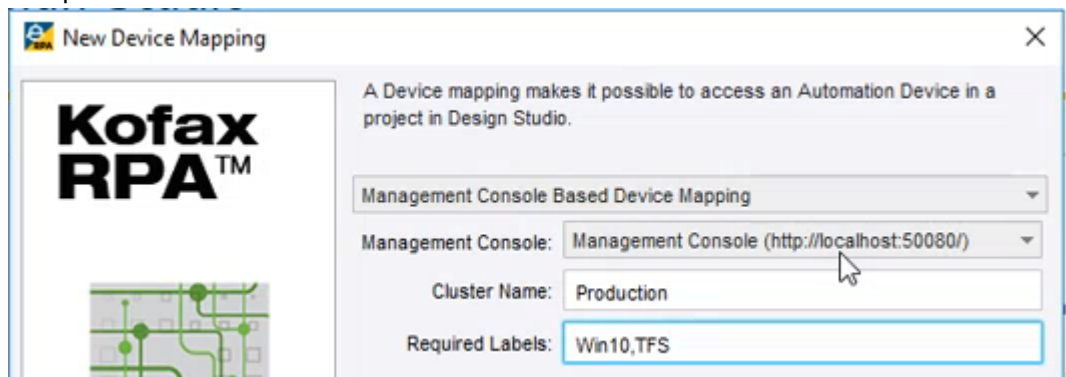 New Device Mapping
Kofax
RPA™
A Device mapping makes it possible to access an Automation Device in a
project in Design Studio.
Management Console Based Device Mapping
Management Console: Management Console (http://localhost:50080/)
Cluster Name: Production
Required Labels: Win10,TFS